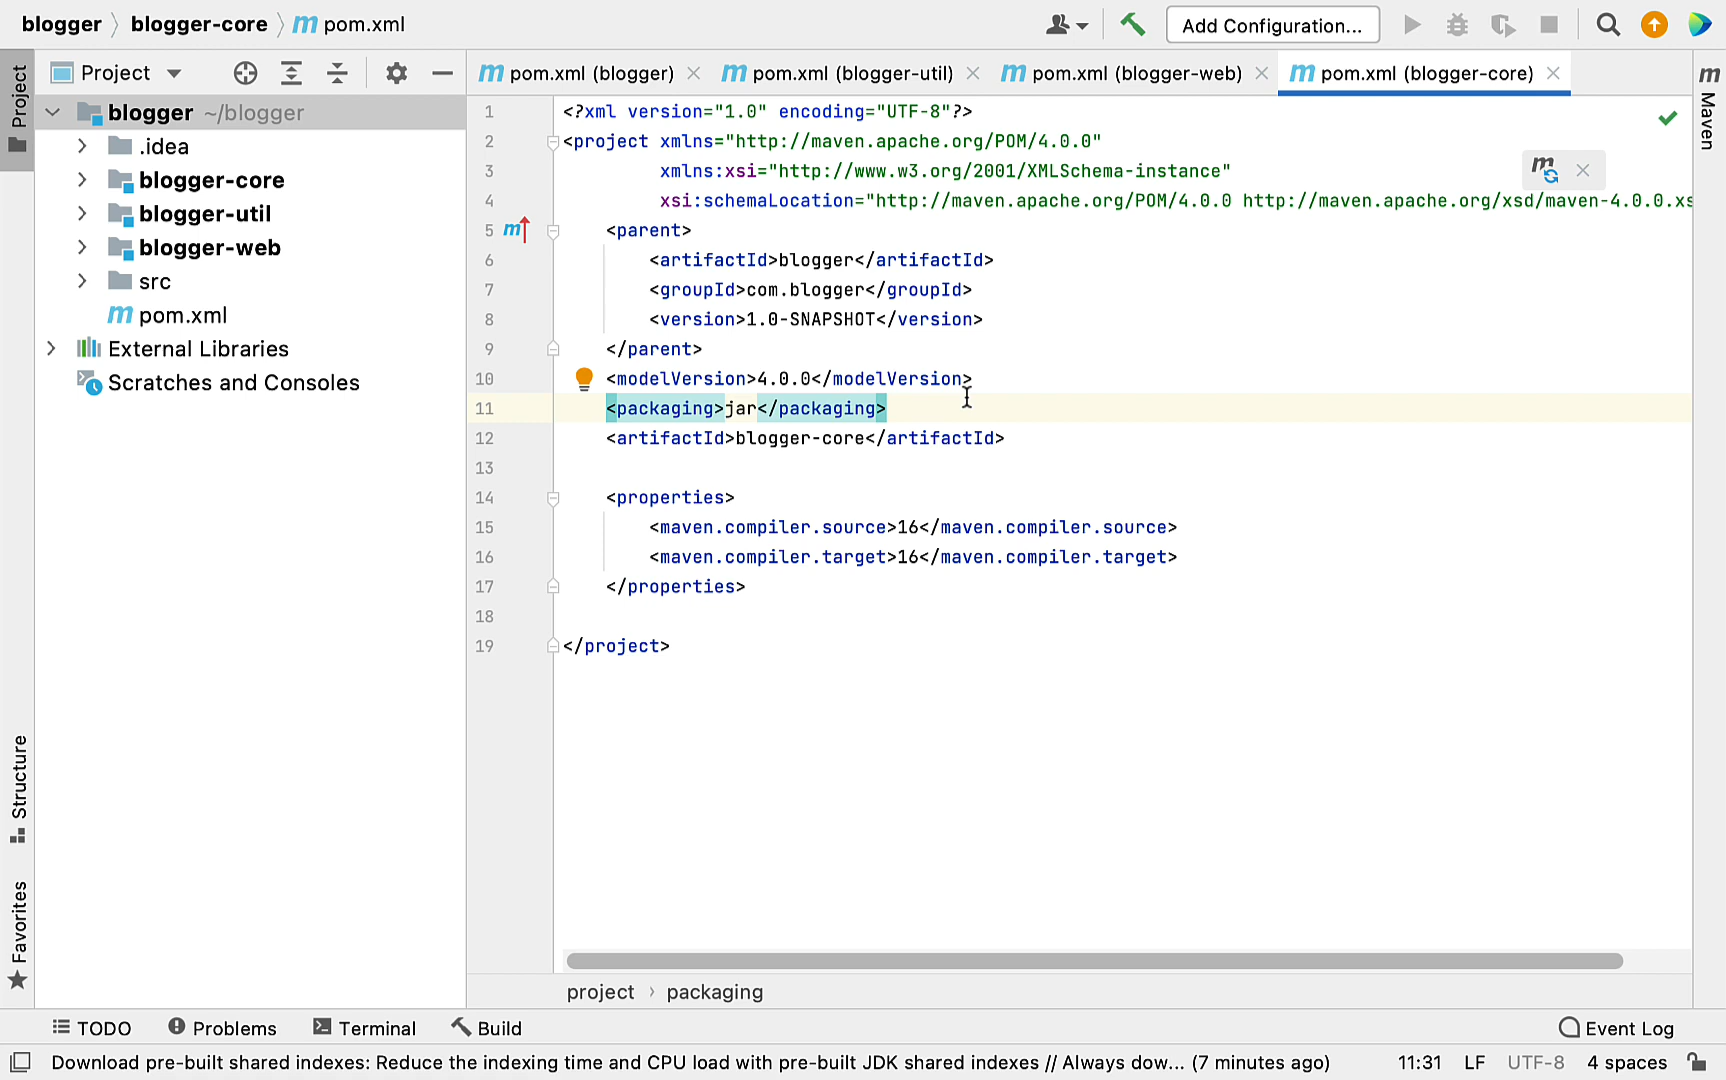 blogger blogger-core m pom.xml
Add Configuration...
Project
pom.xml (blogger)
pom.xml (blogger-util)
pom.xml (blogger-web)
pom.xml (blogger-core)
Project
Structure
Favorites
blogger ~/blogger
.idea
blogger-core
blogger-util
blogger-web
src
m pom.xml
External Libraries
Scratches and Consoles
1 <?xml version="1.0" encoding="UTF-8"?>
2 <project xmlns="http://maven.apache.org/POM/4.0.0"
3 xmlns:xsi="http://www.w3.org/2001/XMLSchema-instance"
4 xsi:schemaLocation="http://maven.apache.org/POM/4.0.0 http://maven.apache.org/xsd/maven-4.0.0.xs
5 <parent>
6 <artifactId>blogger</artifactId>
7 <groupId>com.blogger</groupId>
8 <version>1.0-SNAPSHOT</version>
9 </parent>
10 <modelVersion>4.0.0</modelVersion>
11 <packaging>jar</packaging>
12 <artifactId>blogger-core</artifactId>
13
14 <properties>
15 <maven.compiler.source>16</maven.compiler.source>
16 <maven.compiler.target>16</maven.compiler.target>
17 </properties>
18
19 </project>
m Maven
project › packaging
TODO Problems Terminal Build Event Log
Download pre-built shared indexes: Reduce the indexing time and CPU load with pre-built JDK shared indexes // Always dow... (7 minutes ago) 11:31 LF UTF-8 4 spaces